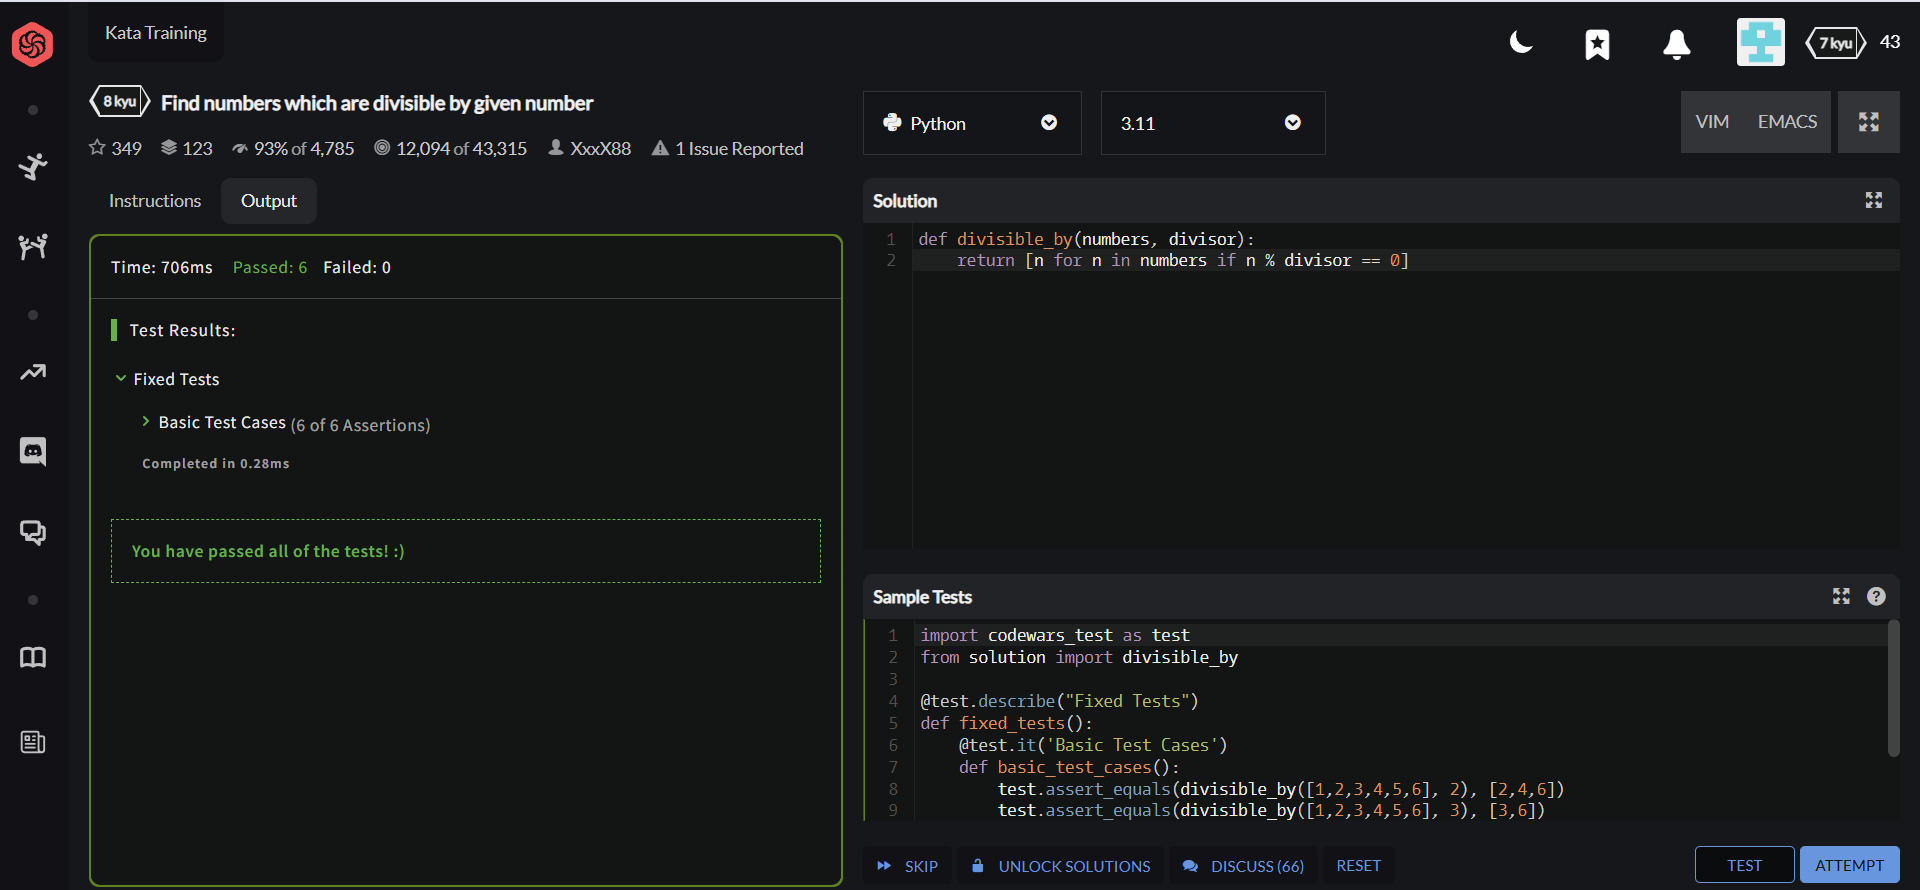 Kata Training
7 kyu 43
8 kyu Find numbers which are divisible by given number
349 123 93% of 4,785 12,094 of 43,315 XxxX88 1 Issue Reported
Python 3.11 VIM EMACS
Instructions Output
Time: 706ms Passed: 6 Failed: 0
Test Results:
Fixed Tests
Basic Test Cases (6 of 6 Assertions)
Completed in 0.28ms
You have passed all of the tests! :)
Solution
1 def divisible_by(numbers, divisor):
2     return [n for n in numbers if n % divisor == 0]
Sample Tests
1 import codewars_test as test
2 from solution import divisible_by
3
4 @test.describe("Fixed Tests")
5 def fixed_tests():
6     @test.it('Basic Test Cases')
7     def basic_test_cases():
8         test.assert_equals(divisible_by([1,2,3,4,5,6], 2), [2,4,6])
9         test.assert_equals(divisible_by([1,2,3,4,5,6], 3), [3,6])
SKIP UNLOCK SOLUTIONS DISCUSS (66) RESET TEST ATTEMPT